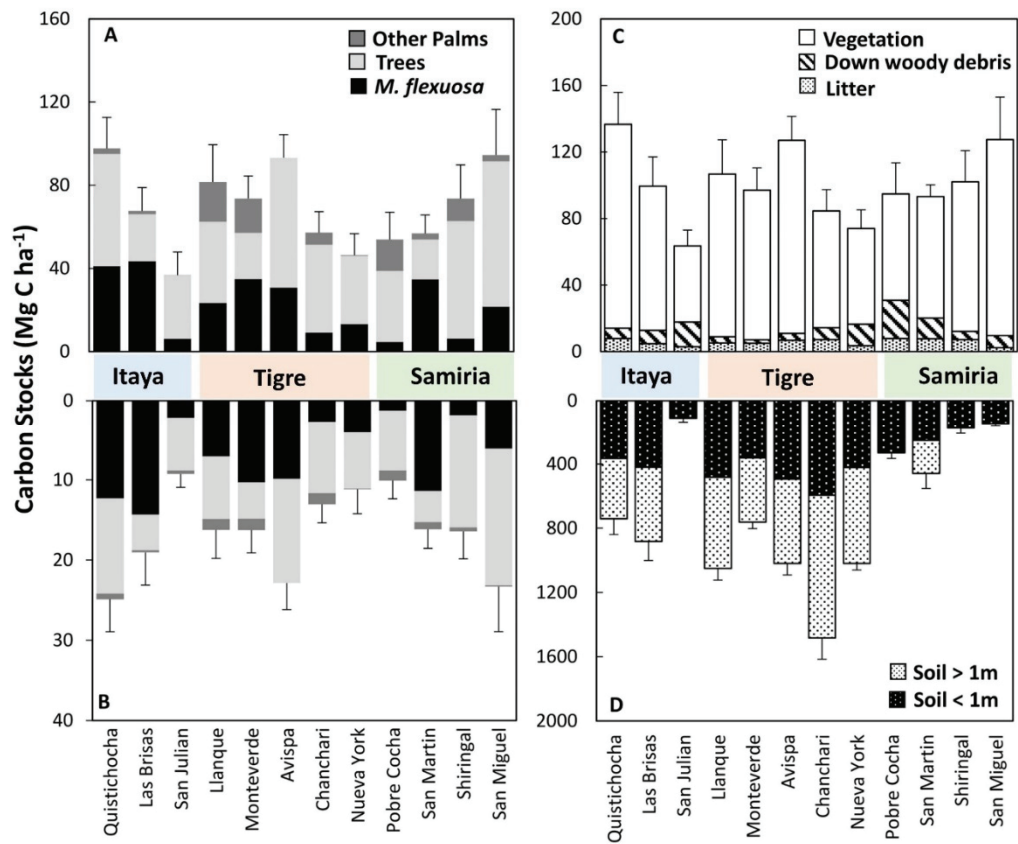 Carbon Stocks (Mg C ha⁻¹)
160
120
80
40
0
A
Other Palms
Trees
M. flexuosa
200
160
120
80
40
0
C
Vegetation
Down woody debris
Litter
Itaya
Tigre
Samiria
Itaya
Tigre
Samiria
0
10
20
30
40
B
0
400
800
1200
1600
2000
D
Soil > 1m
Soil < 1m
Quistichocha
Las Brisas
San Julian
Llanque
Monteverde
Avispa
Chanchari
Nueva York
Pobre Cocha
San Martin
Shiringal
San Miguel
Quistichocha
Las Brisas
San Julian
Llanque
Monteverde
Avispa
Chanchari
Nueva York
Pobre Cocha
San Martin
Shiringal
San Miguel